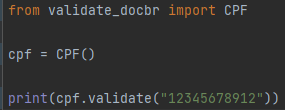 from validate_docbr import CPF
cpf = CPF()
print(cpf.validate("12345678912"))